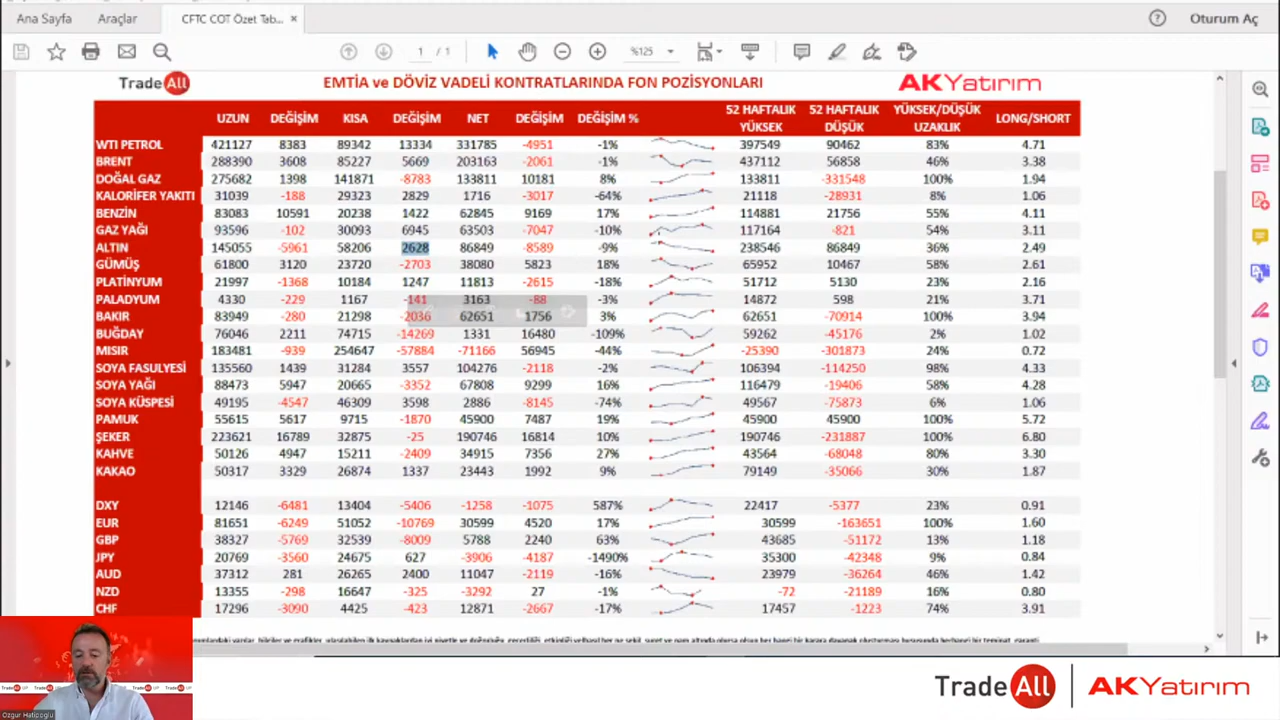 Ana Sayfa Araçlar CFTC COT Özet Tab... × ? Oturum Aç
1 / 1 %125
TradeAll EMTİA ve DÖVİZ VADELİ KONTRATLARINDA FON POZİSYONLARI AKYatırım
UZUN DEĞİŞİM KISA DEĞİŞİM NET DEĞİŞİM DEĞİŞİM % 52 HAFTALIK YÜKSEK 52 HAFTALIK DÜŞÜK YÜKSEK/DÜŞÜK UZAKLIK LONG/SHORT
WTI PETROL 421127 8383 89342 13334 331785 -4951 -1% 397549 90462 83% 4.71
BRENT 288390 3608 85227 5669 203163 -2061 -1% 437112 56858 46% 3.38
DOĞAL GAZ 275682 1398 141871 -8783 133811 10181 8% 133811 -331548 100% 1.94
KALORİFER YAKITI 31039 -188 29323 2829 1716 -3017 -64% 21118 -28931 8% 1.06
BENZİN 83083 10591 20238 1422 62845 9169 17% 114881 21756 55% 4.11
GAZ YAĞI 93596 -102 30093 6945 63503 -7047 -10% 117164 -821 54% 3.11
ALTIN 145055 -5961 58206 2628 86849 -8589 -9% 238546 86849 36% 2.49
GÜMÜŞ 61800 3120 23720 -2703 38080 5823 18% 65952 10467 58% 2.61
PLATİNYUM 21997 -1368 10184 1247 11813 -2615 -18% 51712 5130 23% 2.16
PALADYUM 4330 -229 1167 -141 3163 -88 -3% 14872 598 21% 3.71
BAKIR 83949 -280 21298 -2036 62651 1756 3% 62651 -70914 100% 3.94
BUĞDAY 76046 2211 74715 -14269 1331 16480 -109% 59262 -45176 2% 1.02
MISIR 183481 -939 254647 -57884 -71166 56945 -44% -25390 -301873 24% 0.72
SOYA FASULYESİ 135560 1439 31284 3557 104276 -2118 -2% 106394 -114250 98% 4.33
SOYA YAĞI 88473 5947 20665 -3352 67808 9299 16% 116479 -19406 58% 4.28
SOYA KÜSPESİ 49195 -4547 46309 3598 2886 -8145 -74% 49567 -75873 6% 1.06
PAMUK 55615 5617 9715 -1870 45900 7487 19% 45900 45900 100% 5.72
ŞEKER 223621 16789 32875 -25 190746 16814 10% 190746 -231887 100% 6.80
KAHVE 50126 4947 15211 -2409 34915 7356 27% 43564 -68048 80% 3.30
KAKAO 50317 3329 26874 1337 23443 1992 9% 79149 -35066 30% 1.87
DXY 12146 -6481 13404 -5406 -1258 -1075 587% 22417 -5377 23% 0.91
EUR 81651 -6249 51052 -10769 30599 4520 17% 30599 -163651 100% 1.60
GBP 38327 -5769 32539 -8009 5788 2240 63% 43685 -51172 13% 1.18
JPY 20769 -3560 24675 627 -3906 -4187 -1490% 35300 -42348 9% 0.84
AUD 37312 281 26265 2400 11047 -2119 -16% 23979 -36264 46% 1.42
NZD 13355 -298 16647 -325 -3292 27 -1% -72 -21189 16% 0.80
CHF 17296 -3090 4425 -423 12871 -2667 -17% 17457 -1223 74% 3.91
Özgür Hatipoğlu
TradeAll AKYatırım